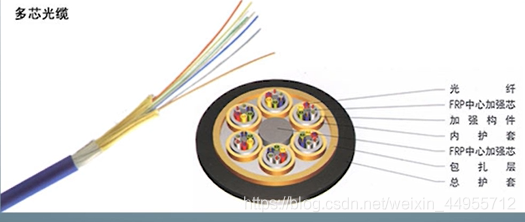 多芯光缆
光纤
FRP中心加强芯
加强构件
内护套
FRP中心加强芯
包扎层
总护套
https://blog.csdn.net/weixin_44955712